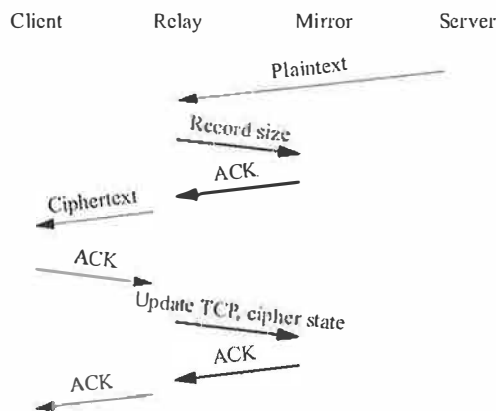 Client Relay Mirror Server
Plaintext
Record size
ACK
Ciphertext
ACK
Update TCP, cipher state
ACK
ACK